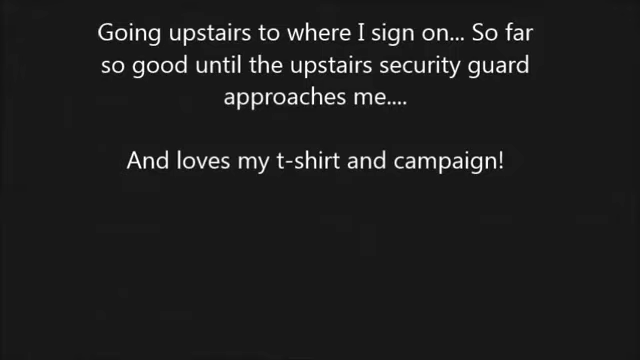 Going upstairs to where I sign on... So far
so good until the upstairs security guard
approaches me....
And loves my t-shirt and campaign!